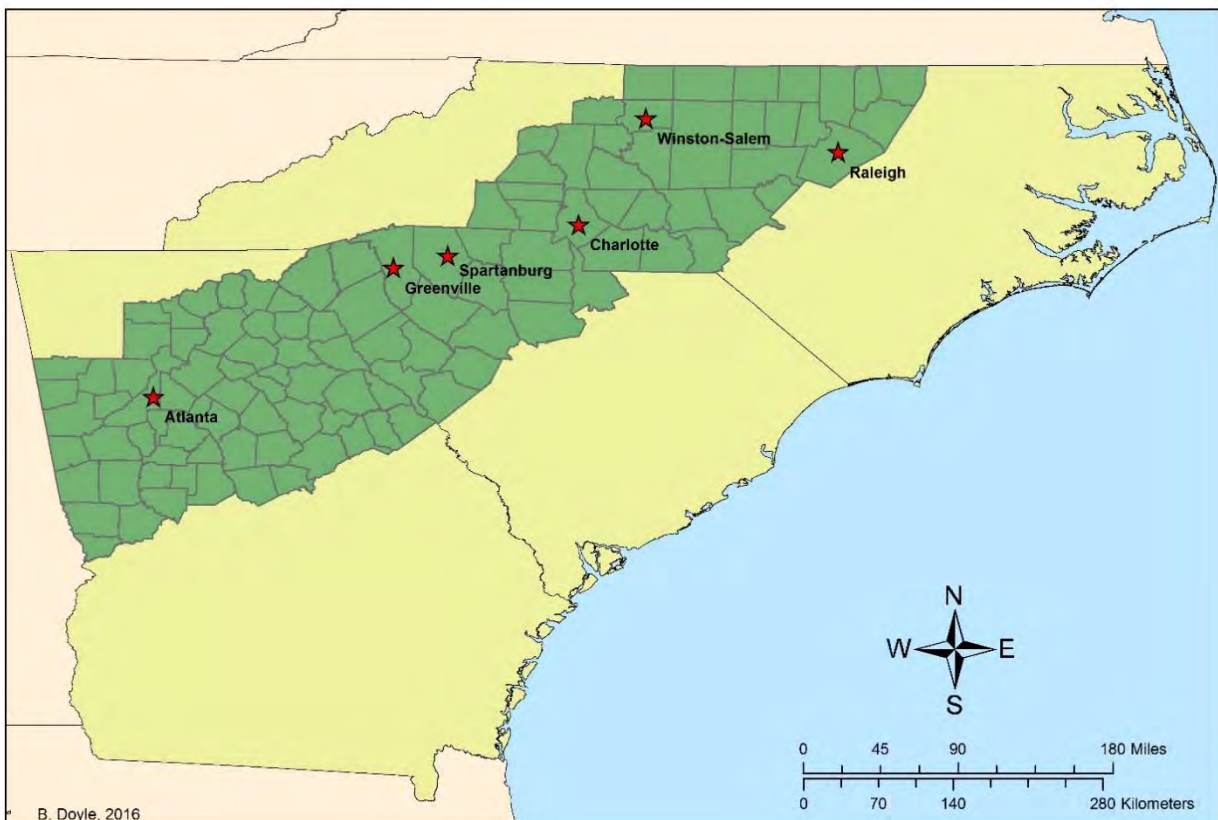 Winston-Salem
Raleigh
Charlotte
Spartanburg
Greenville
Atlanta
N
W E
S
0 45 90 180 Miles
0 70 140 280 Kilometers
B. Doyle, 2016